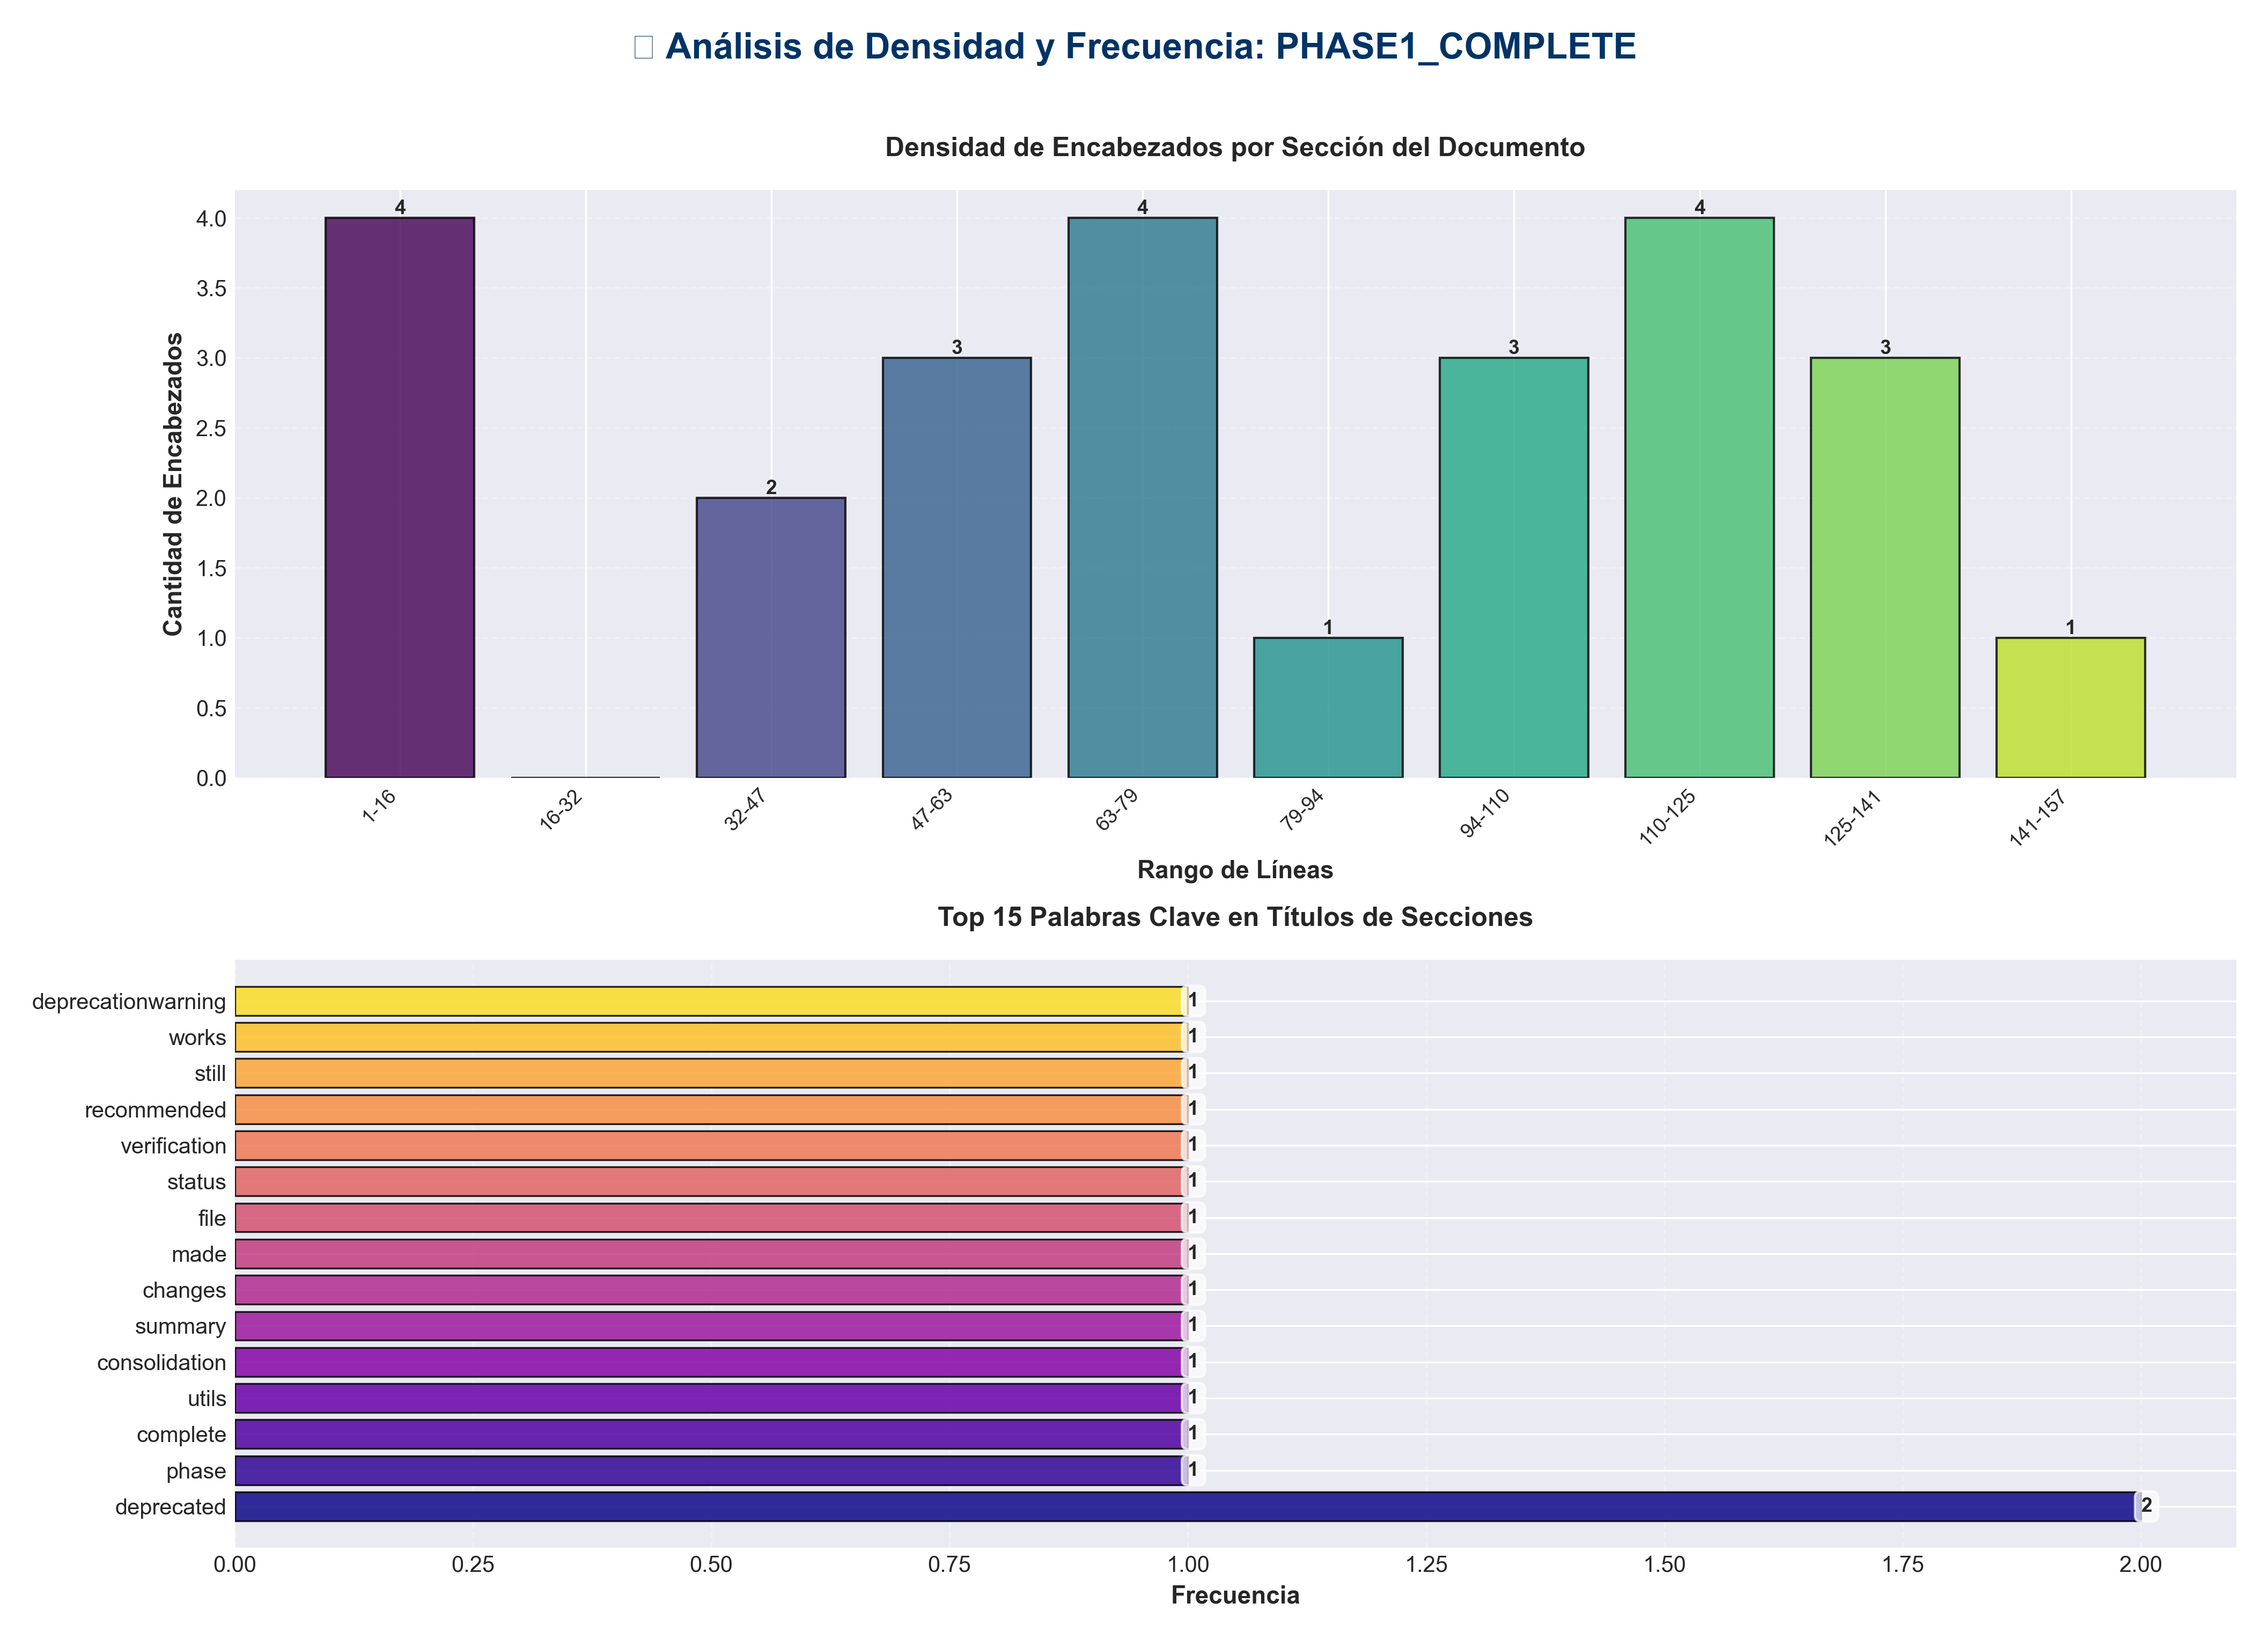 Análisis de Densidad y Frecuencia: PHASE1_COMPLETE
Densidad de Encabezados por Sección del Documento
Cantidad de Encabezados
4.0
3.5
3.0
2.5
2.0
1.5
1.0
0.5
0.0
4
2
3
4
1
3
4
3
1
1-16
16-32
32-47
47-63
63-79
79-94
94-110
110-125
125-141
141-157
Rango de Líneas
Top 15 Palabras Clave en Títulos de Secciones
deprecationwarning 1
works 1
still 1
recommended 1
verification 1
status 1
file 1
made 1
changes 1
summary 1
consolidation 1
utils 1
complete 1
phase 1
deprecated 2
0.00 0.25 0.50 0.75 1.00 1.25 1.50 1.75 2.00
Frecuencia